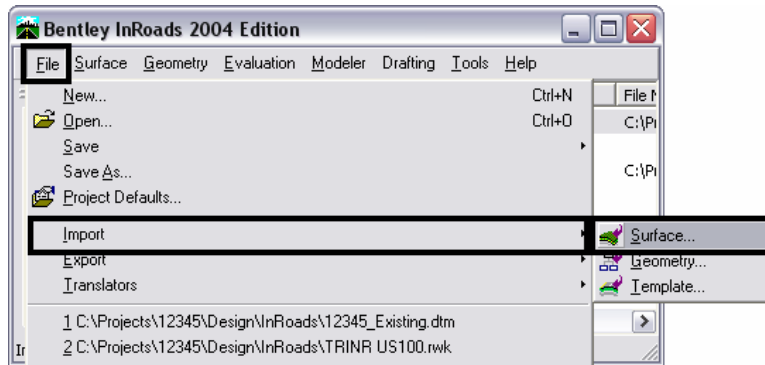 Bentley InRoads 2004 Edition
File Surface Geometry Evaluation Modeler Drafting Tools Help
New... Ctrl+N
Open... Ctrl+O
Save
Save As...
Project Defaults...
Import
Export
Translators
1 C:\Projects\12345\Design\InRoads\12345_Existing.dtm
2 C:\Projects\12345\Design\InRoads\TRINR US100.rwk
File
C:\P
C:\P
Surface...
Geometry...
Template...